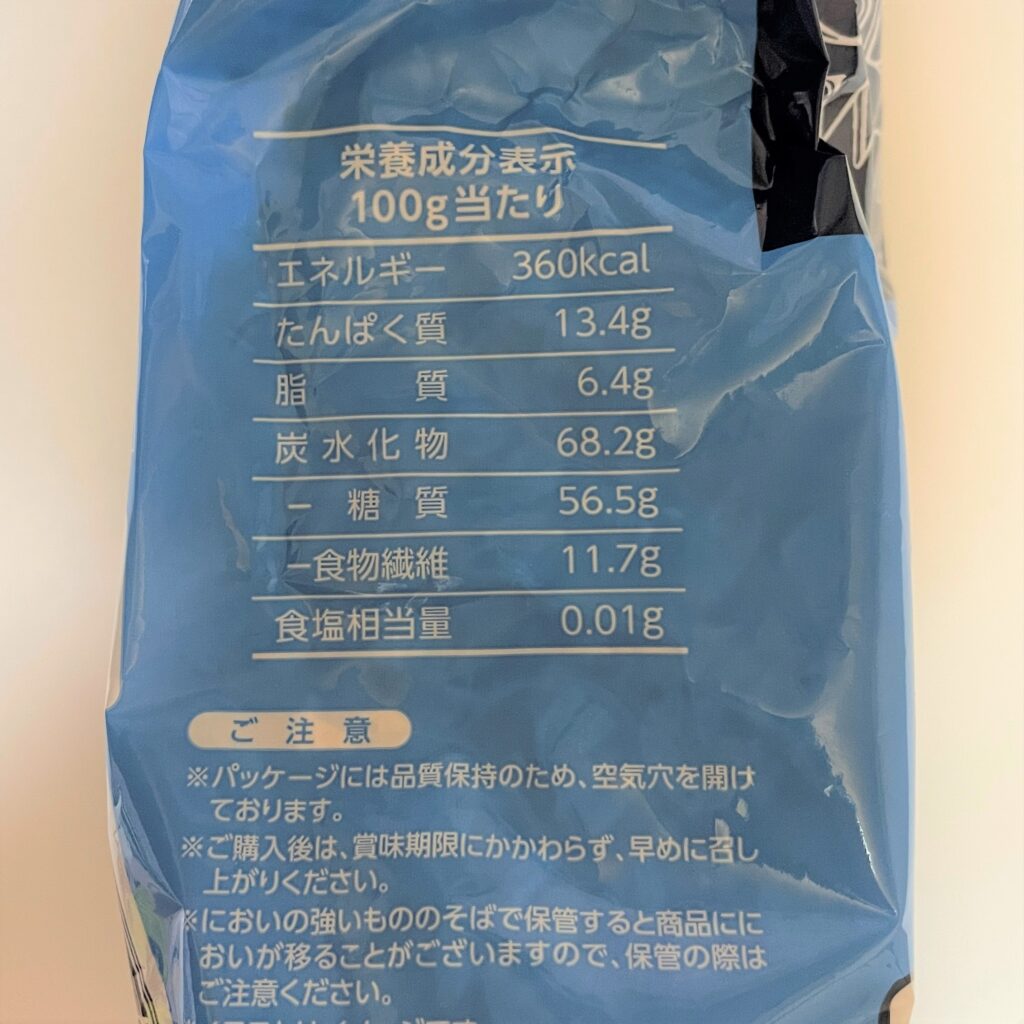 栄養成分表示
100g当たり
エネルギー 360kcal
たんぱく質 13.4g
脂質 6.4g
炭水化物 68.2g
ー 糖質 56.5g
ー食物繊維 11.7g
食塩相当量 0.01g
ご注意
※パッケージには品質保持のため、空気穴を開け
ております。
※ご購入後は、賞味期限にかかわらず、早めに召し
上がりください。
※においの強いもののそばで保管すると商品にに
おいが移ることがございますので、保管の際は
ご注意ください。